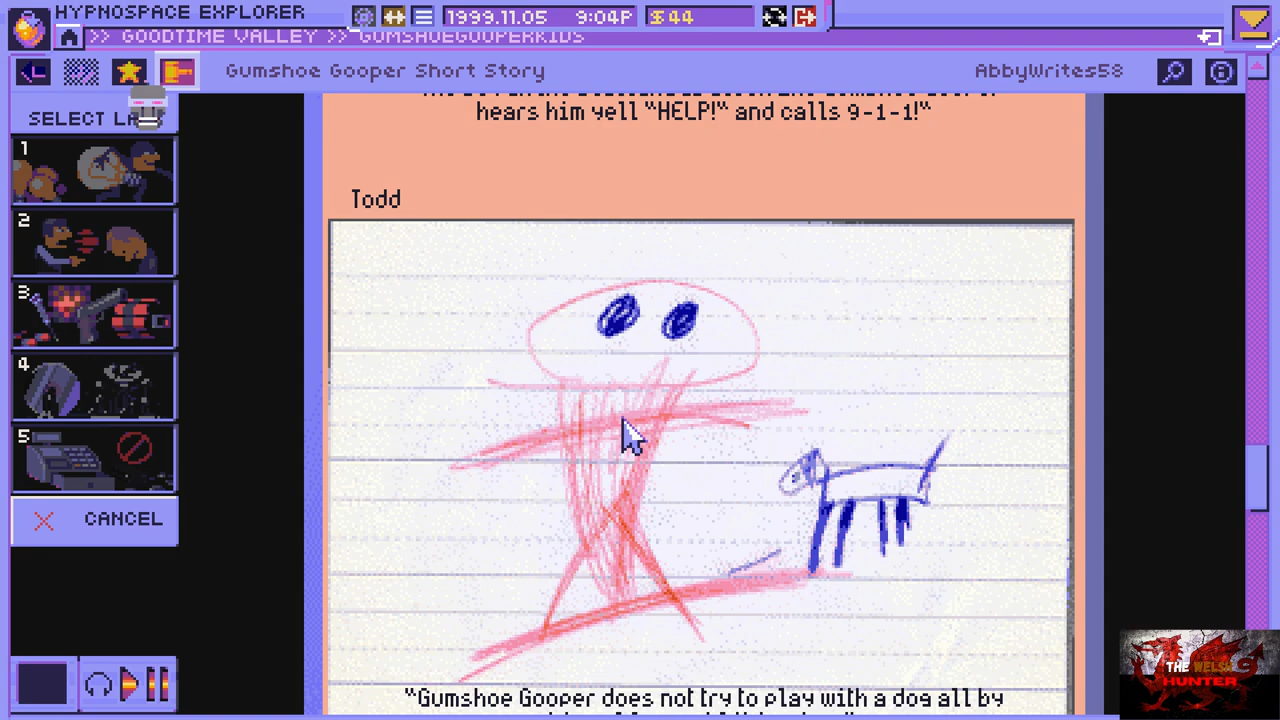 HYPNOSPACE EXPLORER
1999.11.05 9:04P
44
>> GOODTIME VALLEY >> GUMSHOEGOOPERKIDS
Gumshoe Gooper Short Story
AbbyWrites58
SELECT
hears him yell "HELP!" and calls 9-1-1!"
Todd
1
2
3
4
5
CANCEL
"Gumshoe Gooper does not try to play with a dog all by
THE WELSH
HUNTER